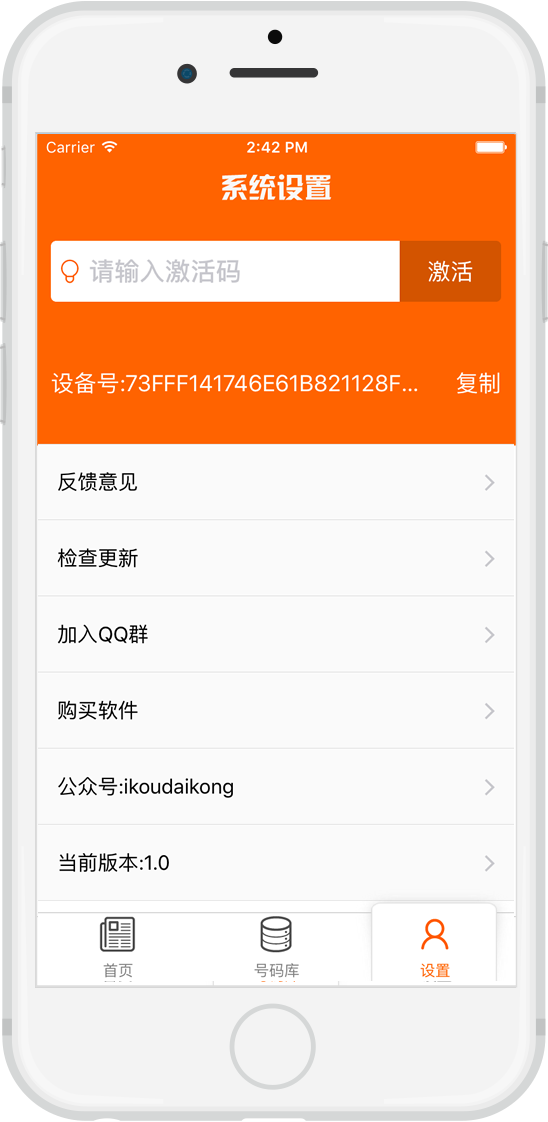 Carrier 2:42 PM
系统设置
请输入激活码 激活
设备号:73FFF141746E61B821128F... 复制
反馈意见
检查更新
加入QQ群
购买软件
公众号:ikoudaikong
当前版本:1.0
首页 号码库 设置